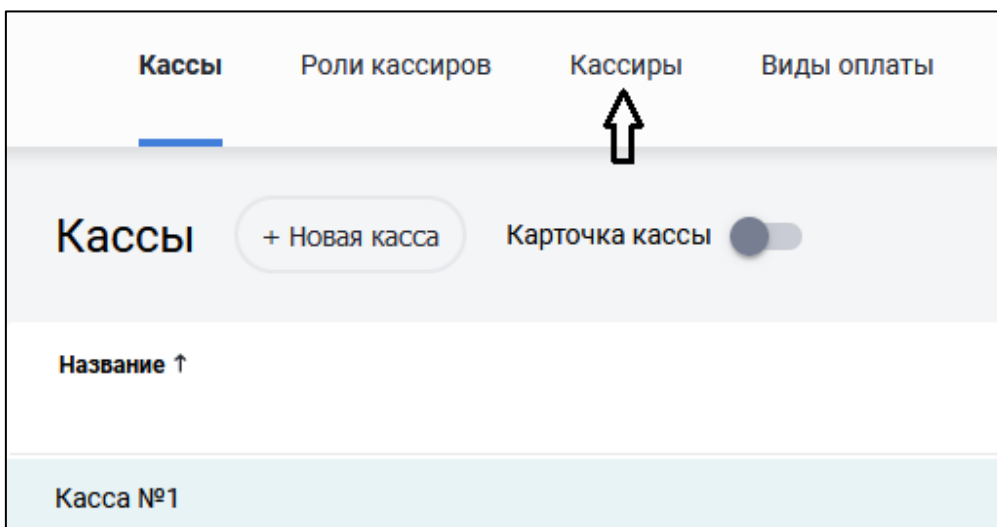 Кассы Роли кассиров Кассиры Виды оплаты
Кассы + Новая касса Карточка кассы
Название ↑
Касса №1